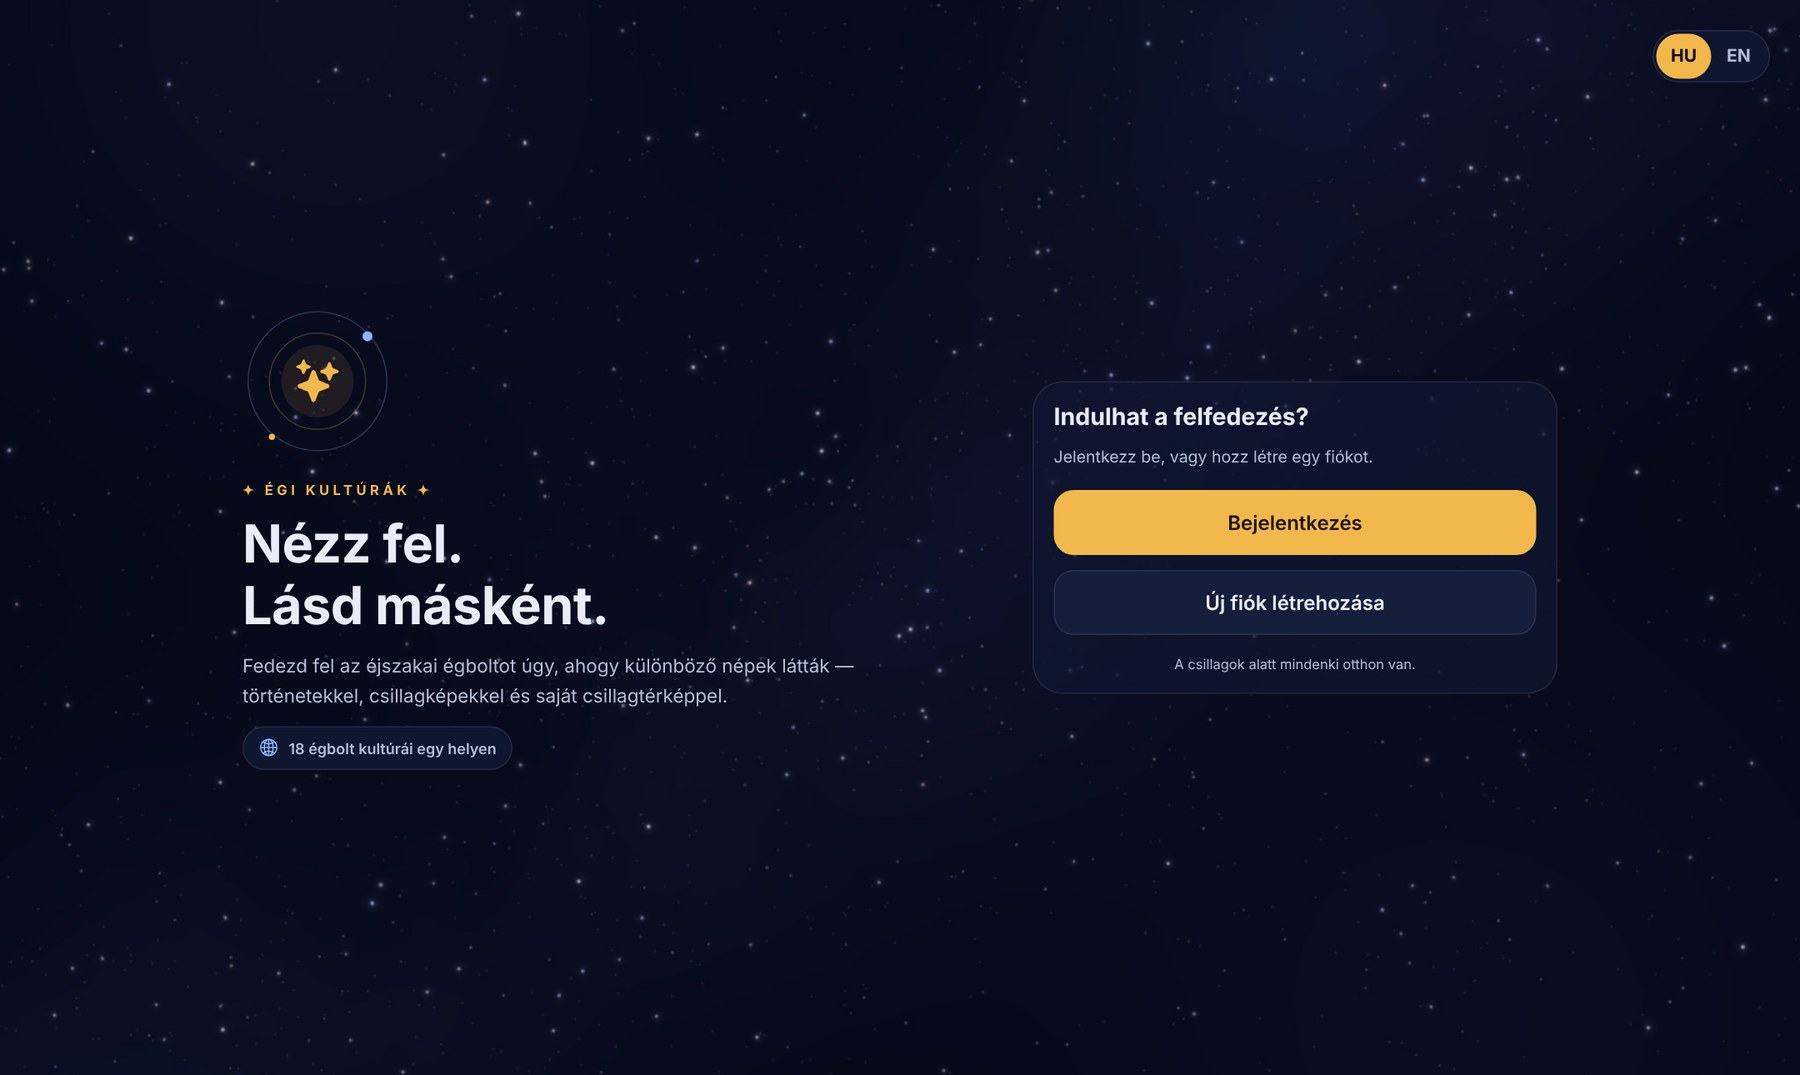 HU EN
✦ ÉGI KULTÚRÁK ✦
Nézz fel.
Lásd másként.
Fedezd fel az éjszakai égboltot úgy, ahogy különböző népek látták —
történetekkel, csillagképekkel és saját csillagtérképpel.
18 égbolt kultúrái egy helyen
Indulhat a felfedezés?
Jelentkezz be, vagy hozz létre egy fiókot.
Bejelentkezés
Új fiók létrehozása
A csillagok alatt mindenki otthon van.